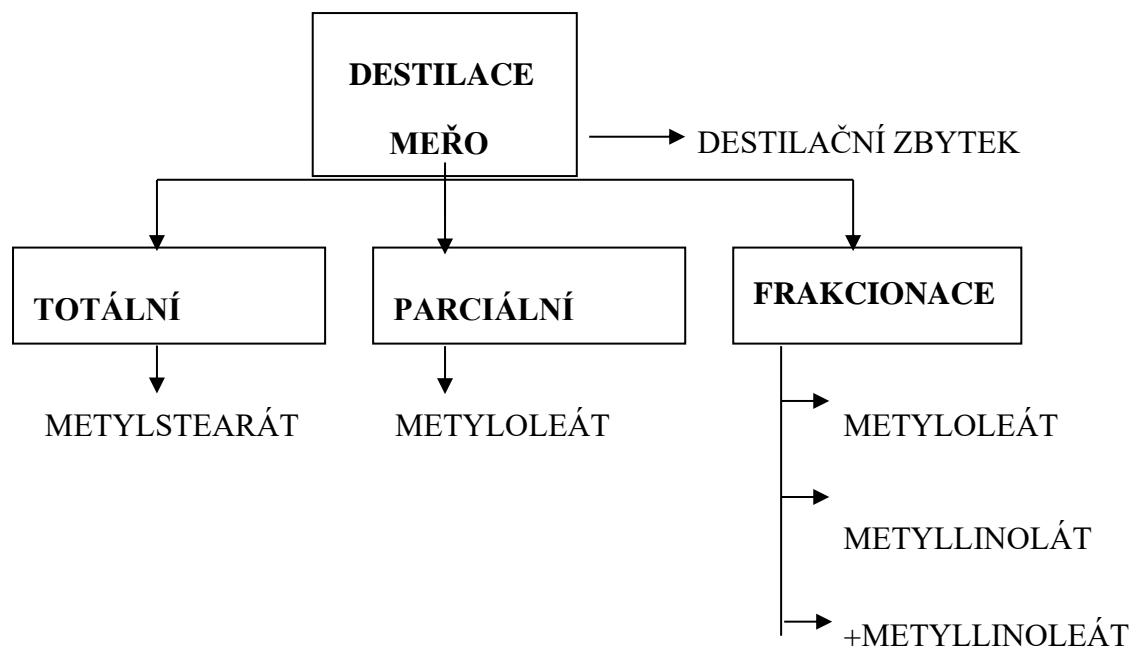 DESTILACE
MEŘO
DESTILAČNÍ ZBYTEK
TOTÁLNÍ
PARCIÁLNÍ
FRAKCIONACE
METYLSTEARÁT
METYLOLEÁT
METYLOLEÁT
METYLLINOLÁT
+METYLLINOLEÁT